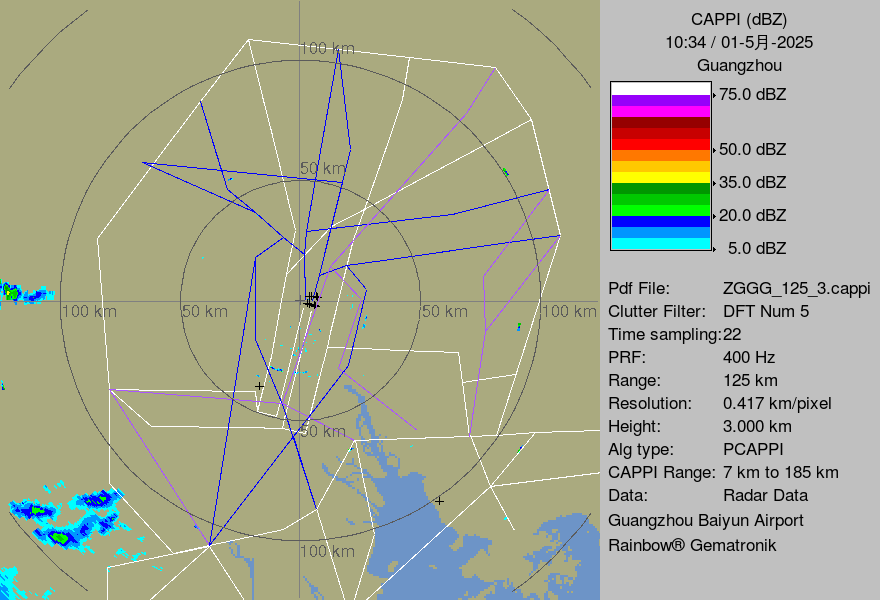 CAPPI (dBZ)
10:34 / 01-5月-2025
Guangzhou
75.0 dBZ
50.0 dBZ
35.0 dBZ
20.0 dBZ
5.0 dBZ
100 km
50 km
100 km
50 km
50 km
100 km
50 km
100 km
Pdf File: ZGGG_125_3.cappi
Clutter Filter: DFT Num 5
Time sampling:22
PRF: 400 Hz
Range: 125 km
Resolution: 0.417 km/pixel
Height: 3.000 km
Alg type: PCAPPI
CAPPI Range: 7 km to 185 km
Data: Radar Data
Guangzhou Baiyun Airport
Rainbow® Gematronik